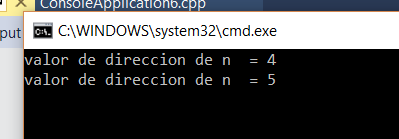 ConsoleApplication6.cpp
put
C:\WINDOWS\system32\cmd.exe
valor de direccion de n  = 4
valor de direccion de n  = 5